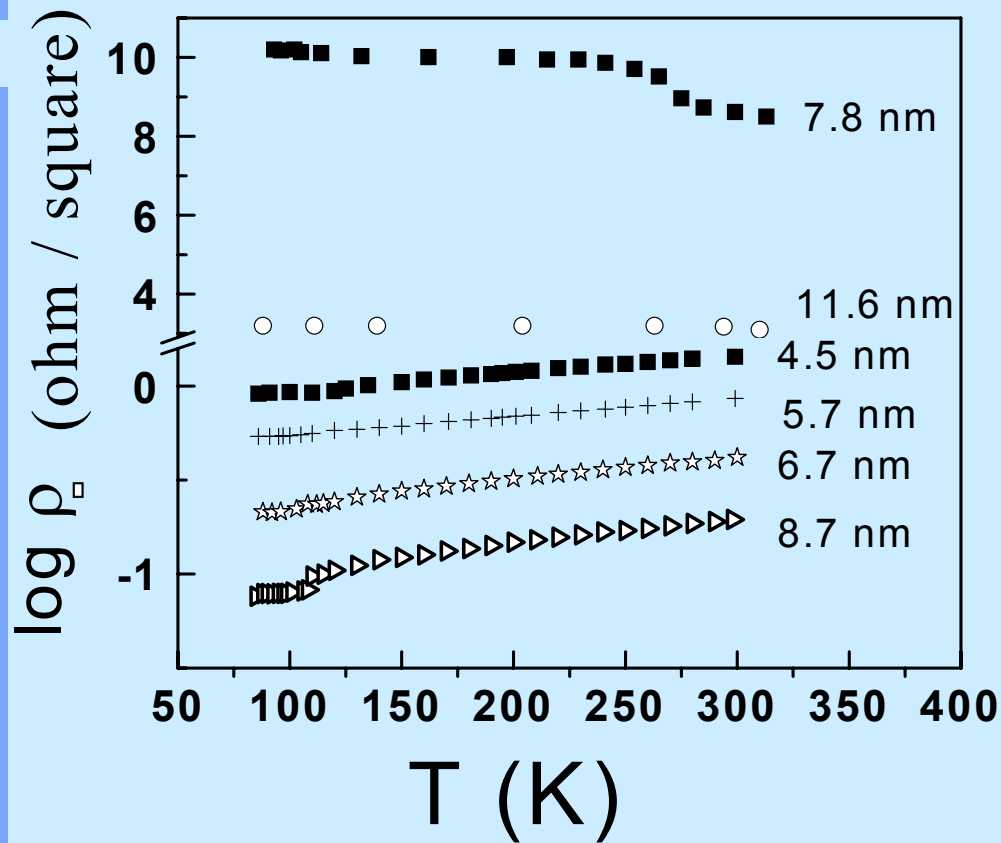 log ρ□ (ohm / square)
10
8
6
4
0
-1
7.8 nm
11.6 nm
4.5 nm
5.7 nm
6.7 nm
8.7 nm
50 100 150 200 250 300 350 400
T (K)